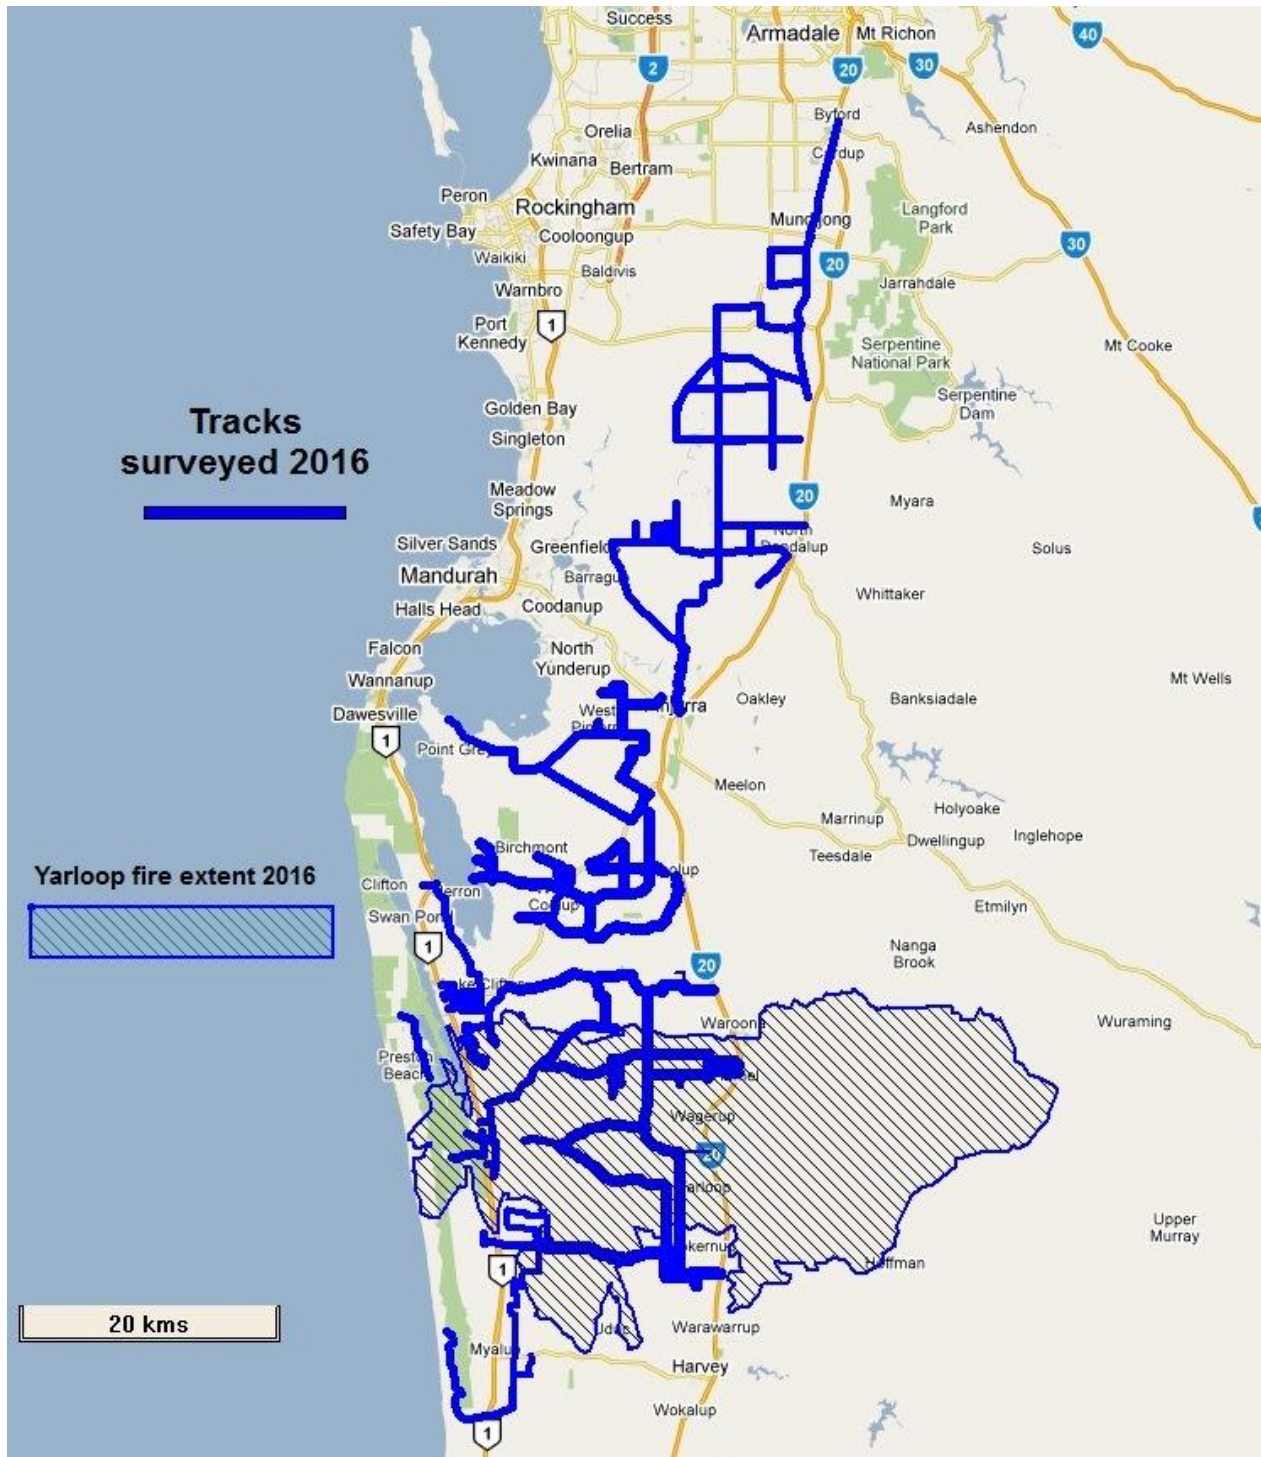 Success
Armadale
Mt Richon
40
2
20
30
Byford
Orelia
Ashendon
Kwinana
Bertram
Peron
Rockingham
Langford
Park
Safety Bay
Cooloongup
30
Waikiki
Baldivis
20
Warnbro
Jarrahdale
Port
Kennedy
1
Serpentine
National Park
Mt Cooke
Serpentine
Dam
Golden Bay
Singleton
Tracks
surveyed 2016
Meadow
Springs
20
Myara
Silver Sands
Solus
Mandurah
Whittaker
Halls Head
Coodanup
Falcon
North
Yunderup
Wannanup
Mt Wells
Oakley
Banksiadale
Dawesville
West
1
Meelon
Holyoake
Marrinup
Inglehope
Dwellingup
Birchmont
Teesdale
Yarloop fire extent 2016
Clifton
Etmilyn
Swan Pond
1
Nanga
Brook
20
Waroona
Wuraming
Preston
Beach
Wagerup
20
Upper
Murray
Hoffman
1
20 kms
Myalup
Warawarrup
Harvey
Wokalup
1